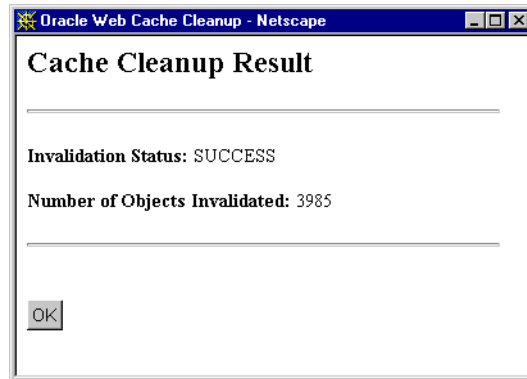 Oracle Web Cache Cleanup - Netscape
Cache Cleanup Result
Invalidation Status: SUCCESS
Number of Objects Invalidated: 3985
OK